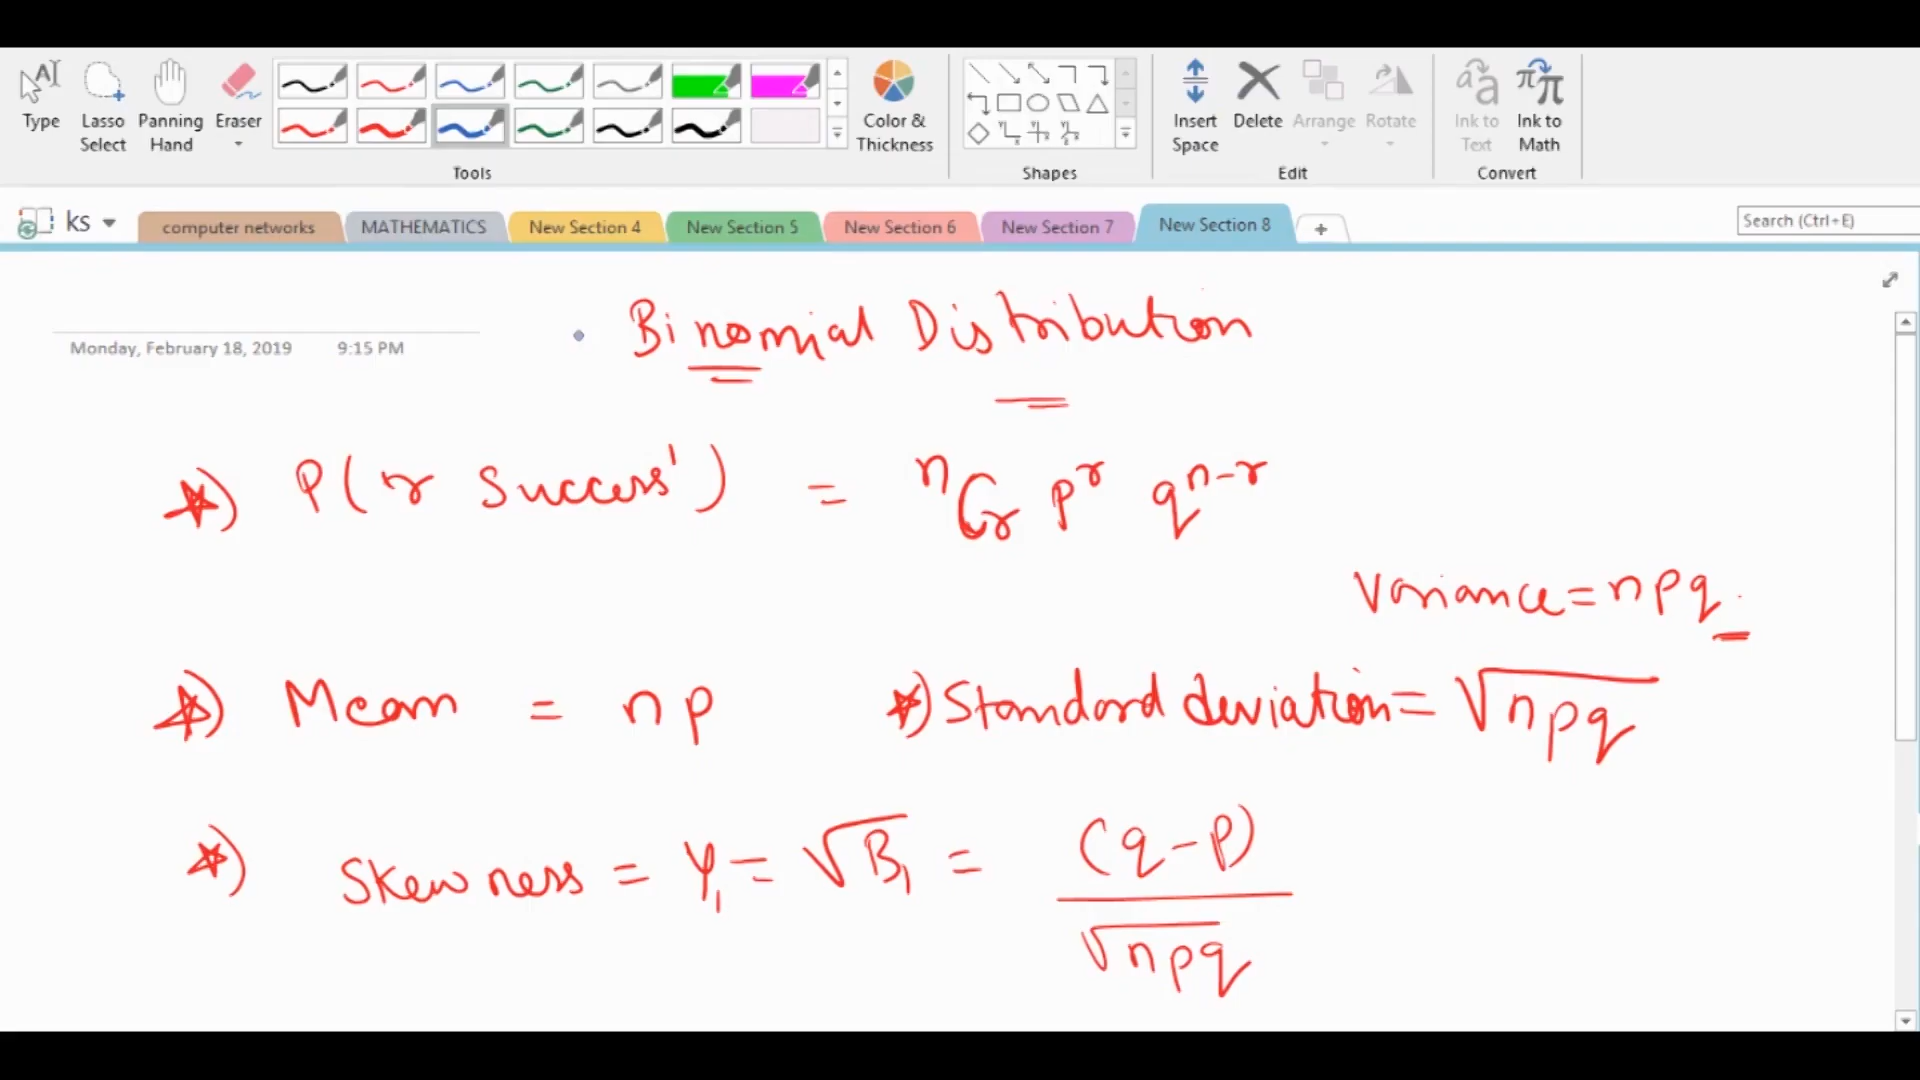 Type
Lasso Select
Panning Hand
Eraser
Color & Thickness
Insert Space
Delete
Arrange
Rotate
Ink to Text
Ink to Math
Tools
Shapes
Edit
Convert
ks
computer networks
MATHEMATICS
New Section 4
New Section 5
New Section 6
New Section 7
New Section 8
+
Search (Ctrl+E)
Monday, February 18, 2019 9:15 PM
Binomial Distribution
*) P(r success') = ⁿCᵣ pʳ qⁿ⁻ʳ
Variance = npq
*) Mean = np *) Standard deviation = √npq
*) Skewness = γ₁ = √β₁ = (q-p) / √npq